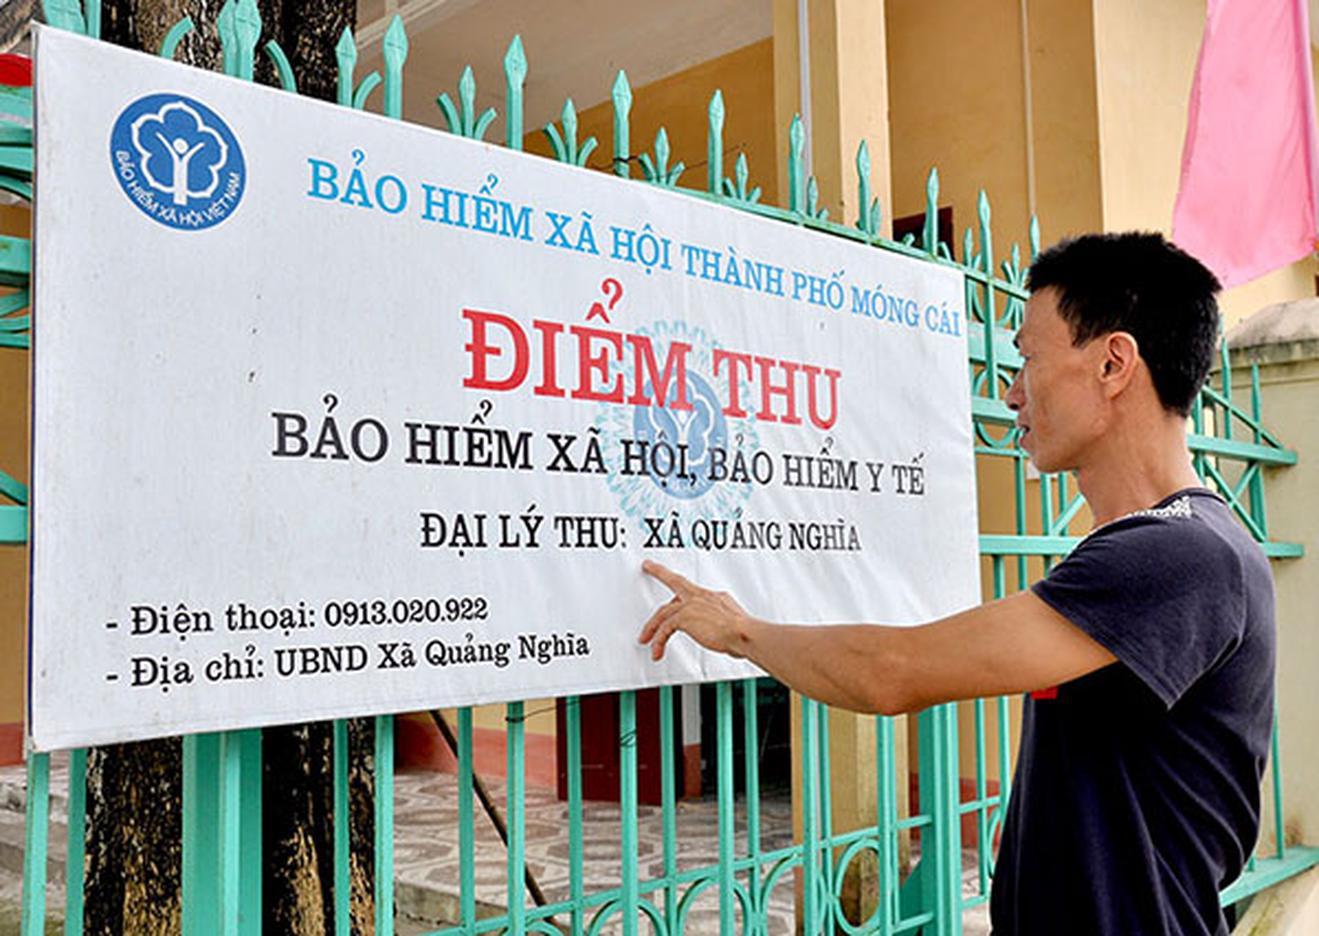 BẢO HIỂM XÃ HỘI VIỆT NAM
BẢO HIỂM XÃ HỘI THÀNH PHỐ MÓNG CÁI
ĐIỂM THU
BẢO HIỂM XÃ HỘI, BẢO HIỂM Y TẾ
ĐẠI LÝ THU: XÃ QUẢNG NGHĨA
- Điện thoại: 0913.020.922
- Địa chỉ: UBND Xã Quảng Nghĩa